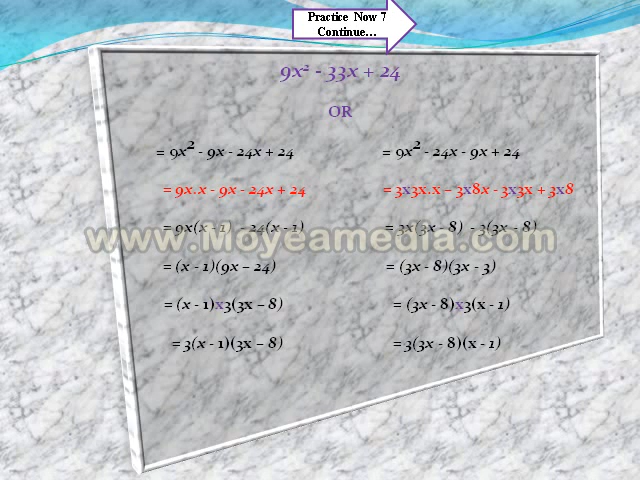 Practice Now 7
Continue...
9x² - 33x + 24
OR
= 9x² - 9x - 24x + 24
= 9x.x - 9x - 24x + 24
= 9x(x - 1) - 24(x - 1)
= (x - 1)(9x – 24)
= (x - 1)x3(3x – 8)
= 3(x - 1)(3x – 8)
= 9x² - 24x - 9x + 24
= 3x3x.x – 3x8x - 3x3x + 3x8
= 3x(3x - 8) - 3(3x - 8)
= (3x - 8)(3x - 3)
= (3x - 8)x3(x - 1)
= 3(3x - 8)(x - 1)
www.Moyeamedia.com